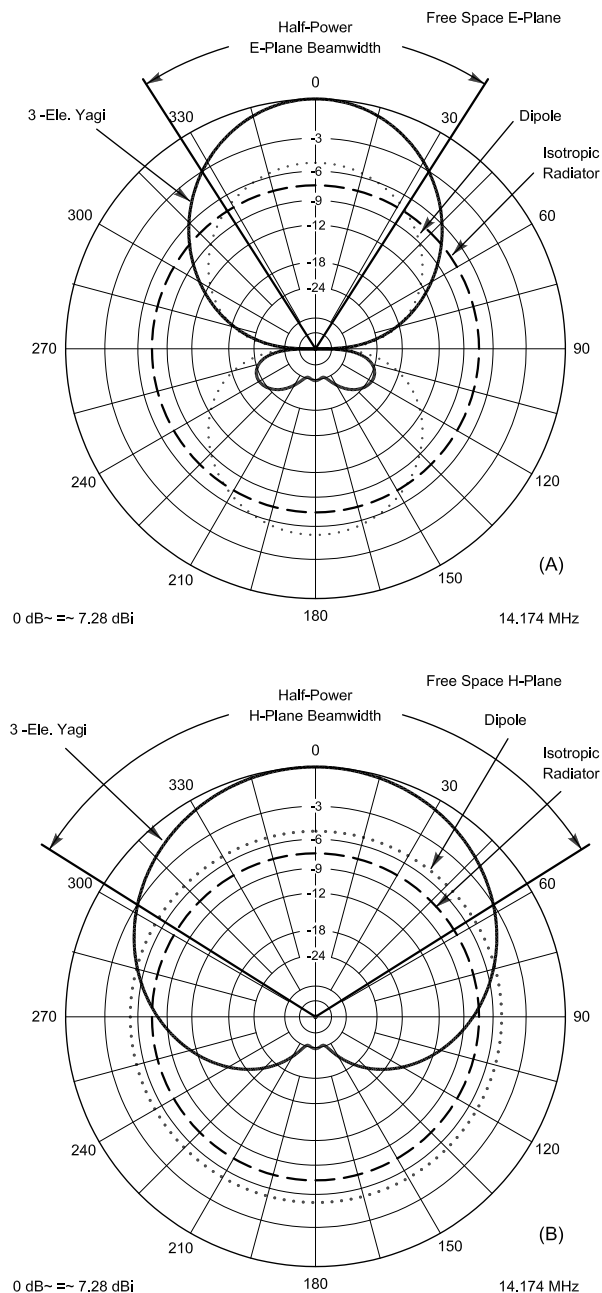 Free Space E-Plane
Half-Power
E-Plane Beamwidth
0
3 -Ele. Yagi
330
30
Dipole
Isotropic
Radiator
-3
-6
-9
-12
-18
-24
300
60
270
90
240
120
210
150
180
(A)
0 dB~ =~ 7.28 dBi
14.174 MHz
Free Space H-Plane
Half-Power
H-Plane Beamwidth
Dipole
3 -Ele. Yagi
0
Isotropic
Radiator
330
30
-3
-6
-9
-12
-18
-24
300
60
270
90
240
120
210
150
180
(B)
0 dB~ =~ 7.28 dBi
14.174 MHz